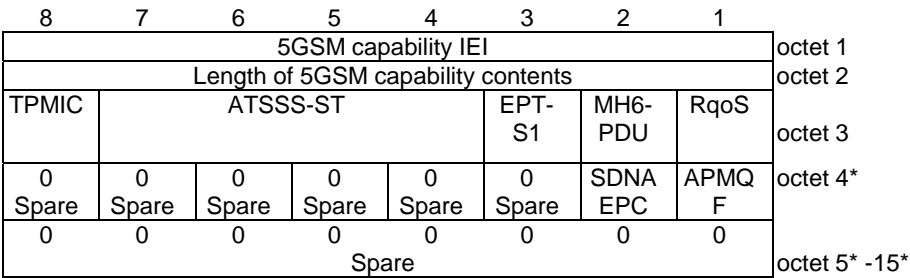 8 7 6 5 4 3 2 1
5GSM capability IEI octet 1
Length of 5GSM capability contents octet 2
TPMIC ATSSS-ST EPT- MH6- RqoS
S1 PDU octet 3
0 0 0 0 0 0 SDNA APMQ octet 4*
Spare Spare Spare Spare Spare Spare EPC F
0 0 0 0 0 0 0 0
Spare octet 5* -15*